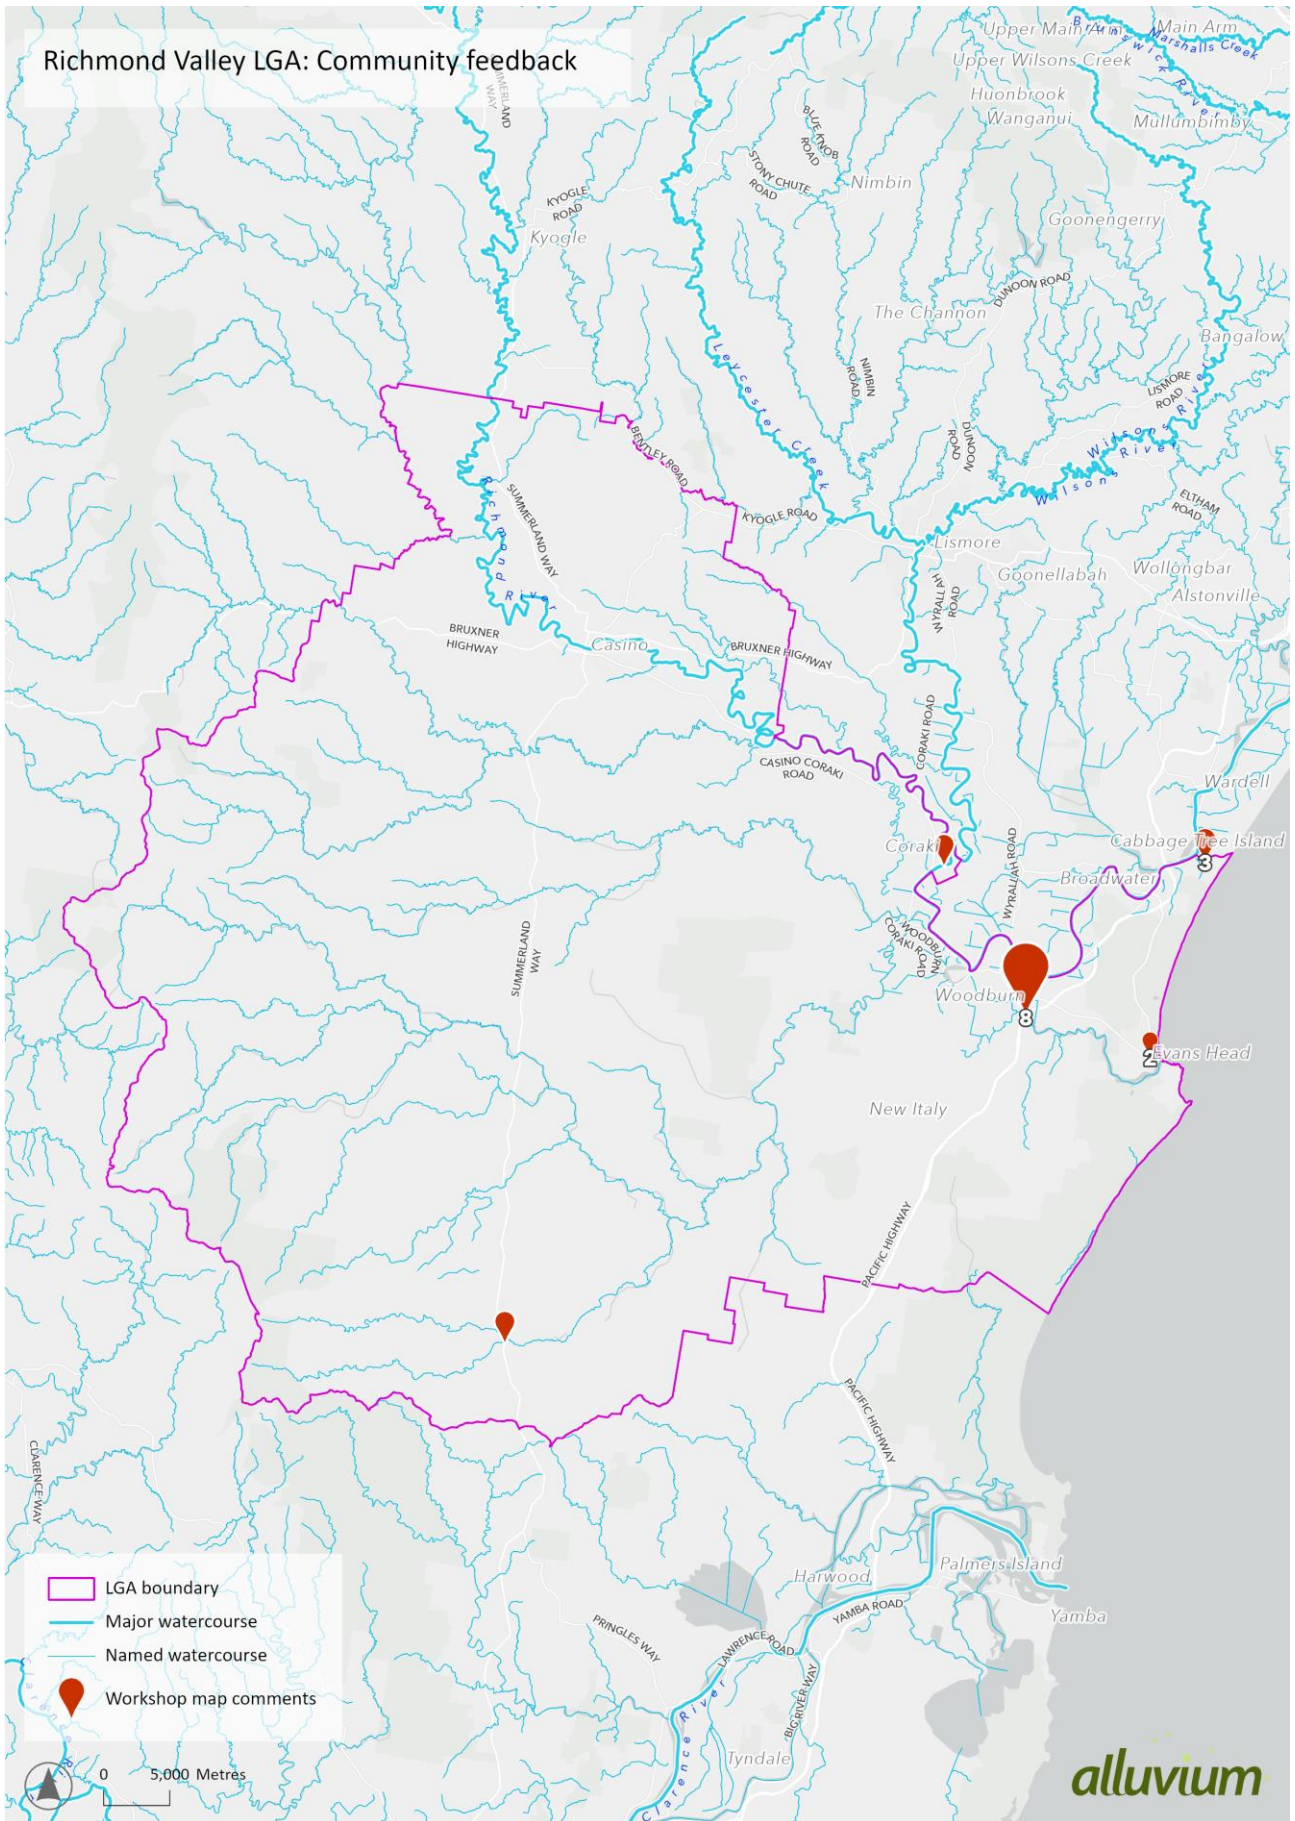 Richmond Valley LGA: Community feedback
Upper Main Arm
Main Arm
Brunswick River
Marshalls Creek
Upper Wilsons Creek
Huonbrook
Wanganui
Mullumbimby
MMERLAND
WAY
BLUE KNOB
ROAD
STONY CHUTE
ROAD
Nimbin
KYOGLE
ROAD
Kyogle
Goonengerry
DUNOON ROAD
The Channon
Bangalow
Leycester Creek
NIMBIN
ROAD
LISMORE
ROAD
Wilsons River
DUNOON
ROAD
Wilsons River
BENTLEY ROAD
Richmond River
SUMMERLAND WAY
KYOGLE ROAD
ELTHAM
ROAD
Lismore
Goonellabah
Wollongbar
Alstonville
WYRALLAH
ROAD
BRUXNER
HIGHWAY
Casino
BRUXNER HIGHWAY
CORAKI ROAD
CASINO CORAKI
ROAD
Wardell
Coraki
WYRALLAH ROAD
Cabbage Tree Island
3
Broadwater
SUMMERLAND
WAY
WOODBURN
CORAKI ROAD
Woodburn
8
2
Evans Head
New Italy
PACIFIC HIGHWAY
PACIFIC HIGHWAY
CLARENCE WAY
Harwood
Palmers Island
YAMBA ROAD
Yamba
PRINGLES WAY
LAWRENCE ROAD
BIG RIVER WAY
Clarence River
Tyndale
LGA boundary
Major watercourse
Named watercourse
Workshop map comments
0 5,000 Metres
alluvium